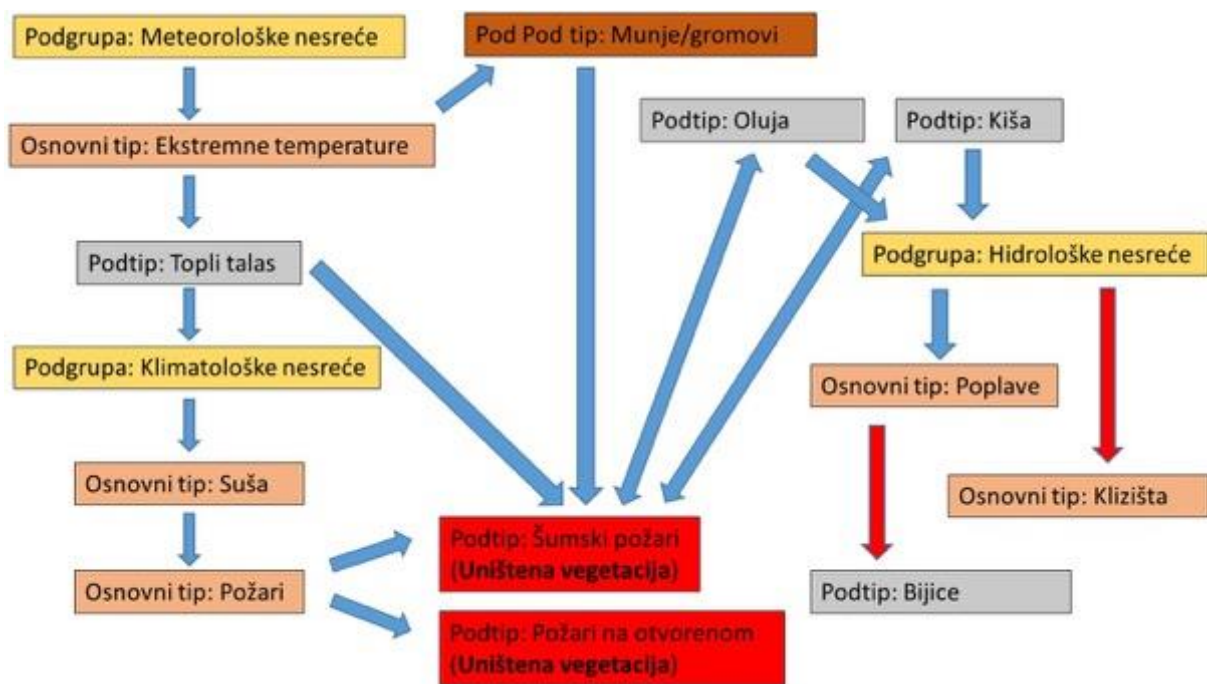 Podgrupa: Meteorološke nesreće
Pod Pod tip: Munje/gromovi
Podtip: Oluja
Podtip: Kiša
Osnovni tip: Ekstremne temperature
Podtip: Topli talas
Podgrupa: Hidrološke nesreće
Podgrupa: Klimatološke nesreće
Osnovni tip: Poplave
Osnovni tip: Suša
Osnovni tip: Klizišta
Podtip: Šumski požari
(Uništena vegetacija)
Osnovni tip: Požari
Podtip: Bijice
Podtip: Požari na otvorenom
(Uništena vegetacija)